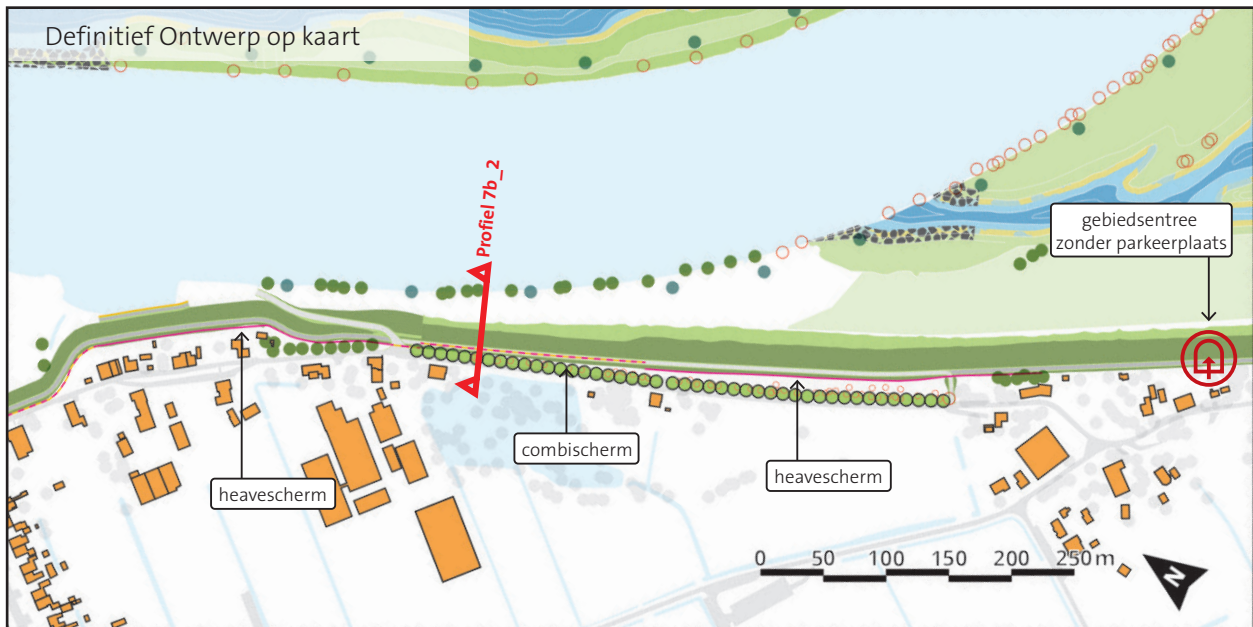 Definitief Ontwerp op kaart
Profiel 7b_2
gebiedsentree
zonder parkeerplaats
combischerm
heavescherm
heavescherm
0 50 100 150 200 250 m
N